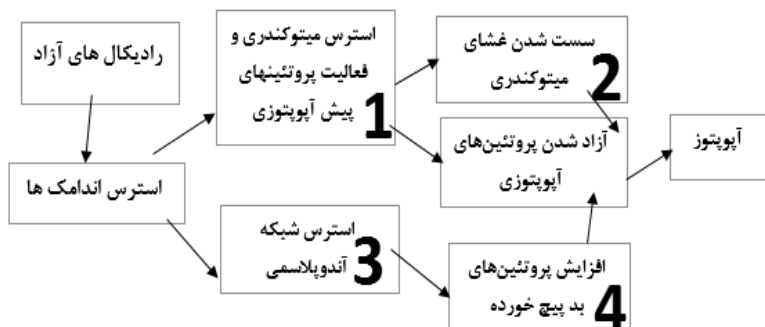 رادیکال های آزاد
استرس اندامک ها
استرس میتوکندری و
فعالیت پروتئینهای
پیش آپوپتوزی
1
سست شدن غشای
میتوکندری
2
آزاد شدن پروتئین‌های
آپوپتوزی
آپوپتوز
استرس شبکه
آندوپلاسمی
3
افزایش پروتئین‌های
بد پیچ خورده
4